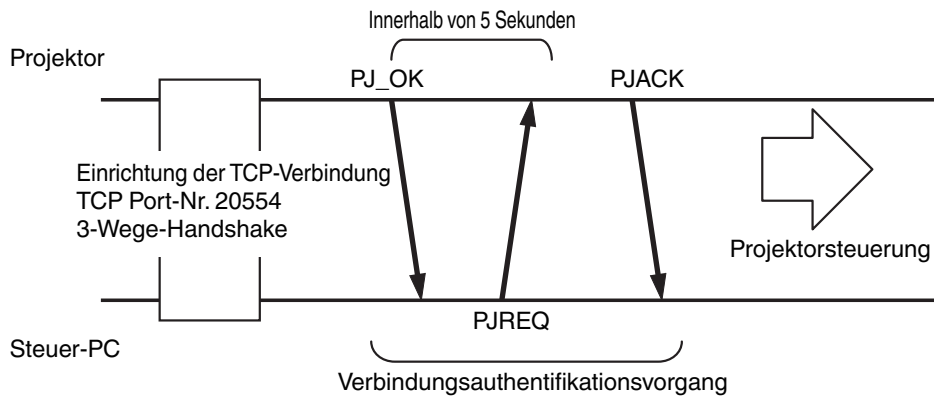 Innerhalb von 5 Sekunden
Projektor
PJ_OK
PJACK
Einrichtung der TCP-Verbindung
TCP Port-Nr. 20554
3-Wege-Handshake
Projektorsteuerung
PJREQ
Steuer-PC
Verbindungsauthentifikationsvorgang